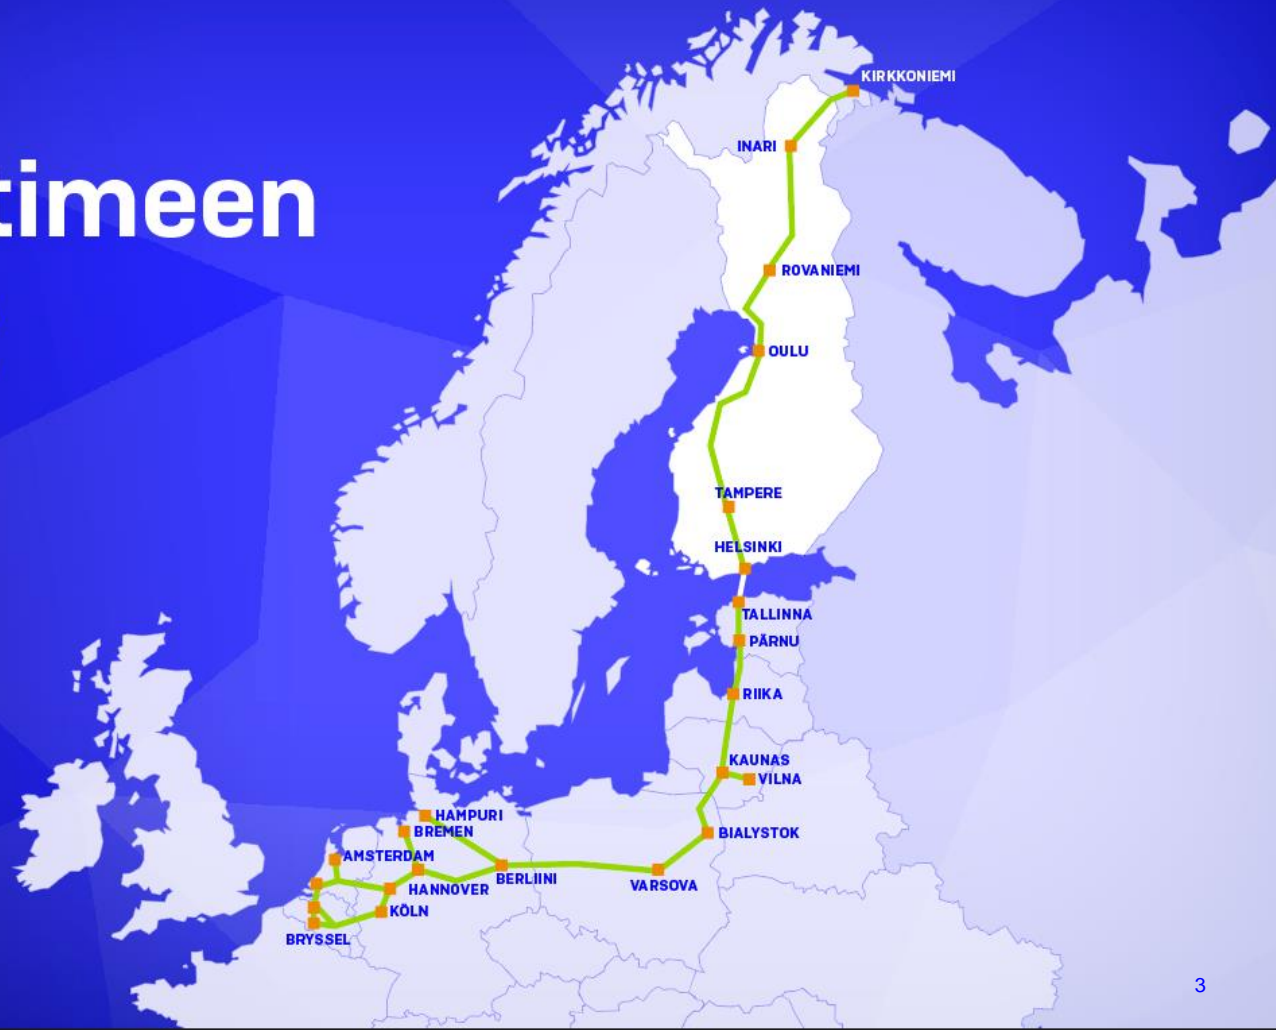 timeen
KIRKKONIEMI
INARI
ROVANIEMI
OULU
TAMPERE
HELSINKI
TALLINNA
PÄRNU
RIIKA
KAUNAS
VILNA
HAMPURI
BREMEN
BIALYSTOK
AMSTERDAM
BERLIINI
VARSOVA
HANNOVER
KÖLN
BRYSSEL
3